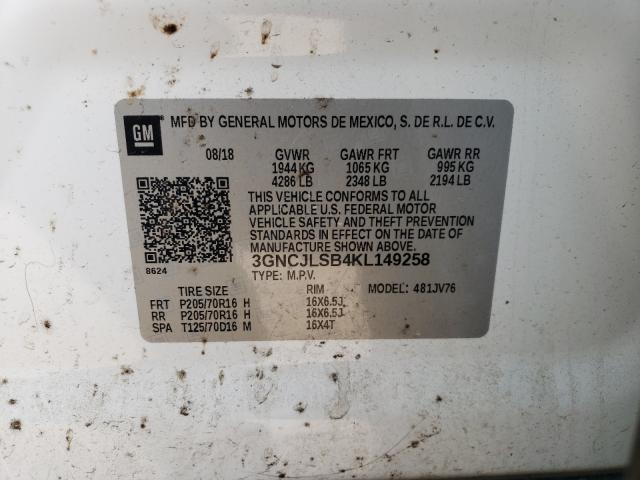 GM MFD BY GENERAL MOTORS DE MEXICO, S. DE R.L. DE C.V.
08/18 GVWR GAWR FRT GAWR RR
1944 KG 1065 KG 995 KG
4286 LB 2348 LB 2194 LB
THIS VEHICLE CONFORMS TO ALL
APPLICABLE U.S. FEDERAL MOTOR
VEHICLE SAFETY AND THEFT PREVENTION
STANDARDS IN EFFECT ON THE DATE OF
MANUFACTURE SHOWN ABOVE.
8624
3GNCJLSB4KL149258
TYPE: M.P.V.
TIRE SIZE RIM MODEL: 481JV76
FRT P205/70R16 H 16X6.5J
RR P205/70R16 H 16X6.5J
SPA T125/70D16 M 16X4T